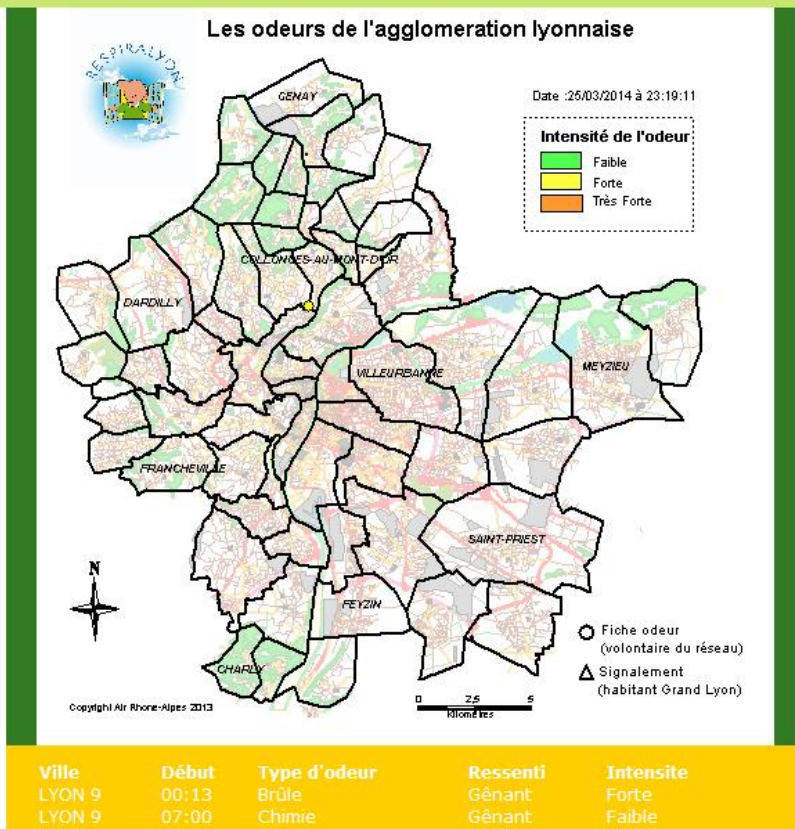 Les odeurs de l'agglomeration lyonnaise
RESPIRALYON
Date :25/03/2014 à 23:19:11
Intensité de l'odeur
Faible
Forte
Très Forte
GENAY
COLLONGES-AU-MONT-D'OR
DARDILLY
VILLEURBANNE
MEYZIEU
FRANCHEVILLE
SAINT-PRIEST
N
FEYZIN
Fiche odeur
(volontaire du réseau)
CHARLY
Signalement
(habitant Grand Lyon)
Copyright Air Rhone-Alpes 2013
0 2,5 5
Kilomètres
Ville Début Type d'odeur Ressenti Intensite
LYON 9 00:13 Brûle Gênant Forte
LYON 9 07:00 Chimie Gênant Faible